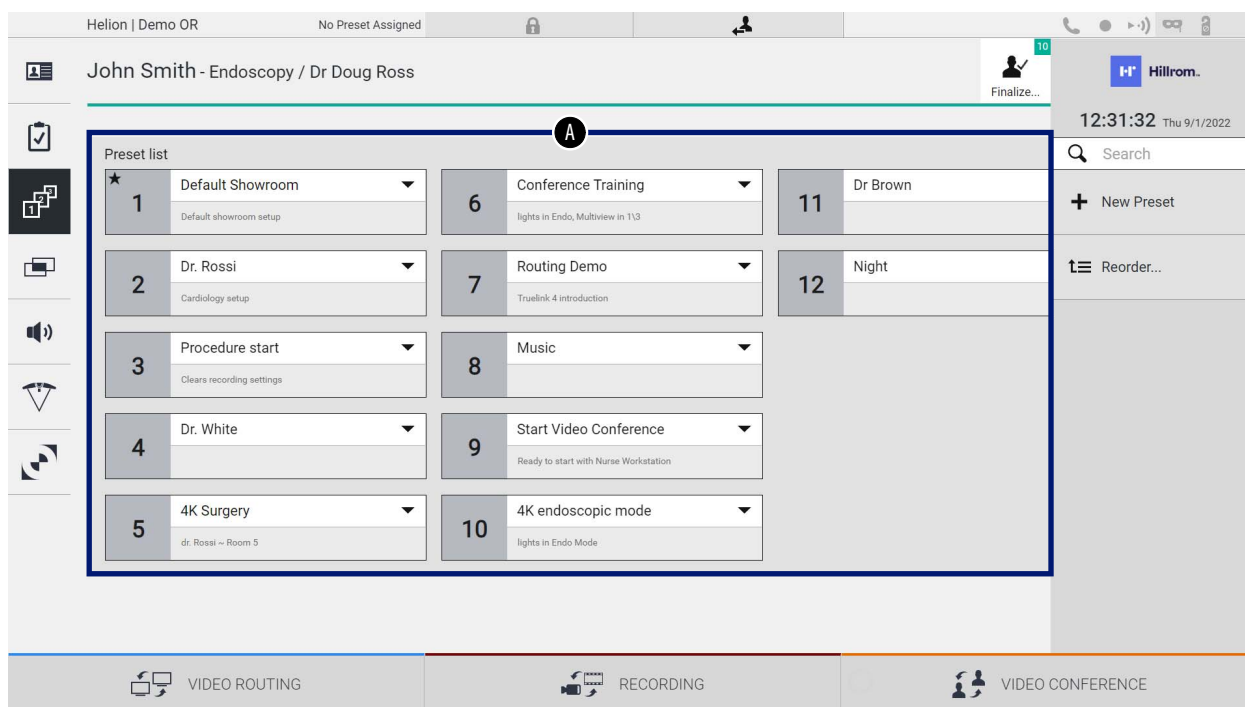 Helion | Demo OR
No Preset Assigned
John Smith - Endoscopy / Dr Doug Ross
10
Finalize...
Hillrom™
12:31:32 Thu 9/1/2022
Search
New Preset
Reorder...
A
Preset list
1
Default Showroom
Default showroom setup
2
Dr. Rossi
Cardiology setup
3
Procedure start
Clears recording settings
4
Dr. White
5
4K Surgery
dr. Rossi ~ Room 5
6
Conference Training
lights in Endo, Multiview in 1\3
7
Routing Demo
Truelink 4 introduction
8
Music
9
Start Video Conference
Ready to start with Nurse Workstation
10
4K endoscopic mode
lights in Endo Mode
11
Dr Brown
12
Night
VIDEO ROUTING
RECORDING
VIDEO CONFERENCE